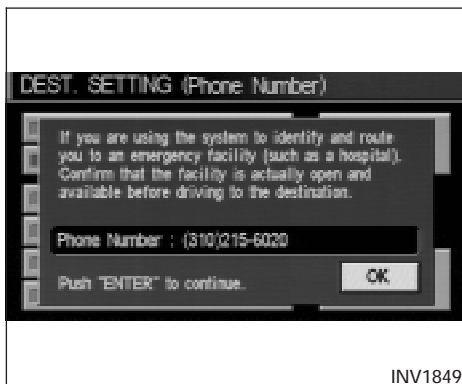 DEST. SETTING (Phone Number)
If you are using the system to identify and route
you to an emergency facility (such as a hospital).
Confirm that the facility is actually open and
available before driving to the destination.
Phone Number : (310)215-6020
OK
Push "ENTER" to continue.
INV1849